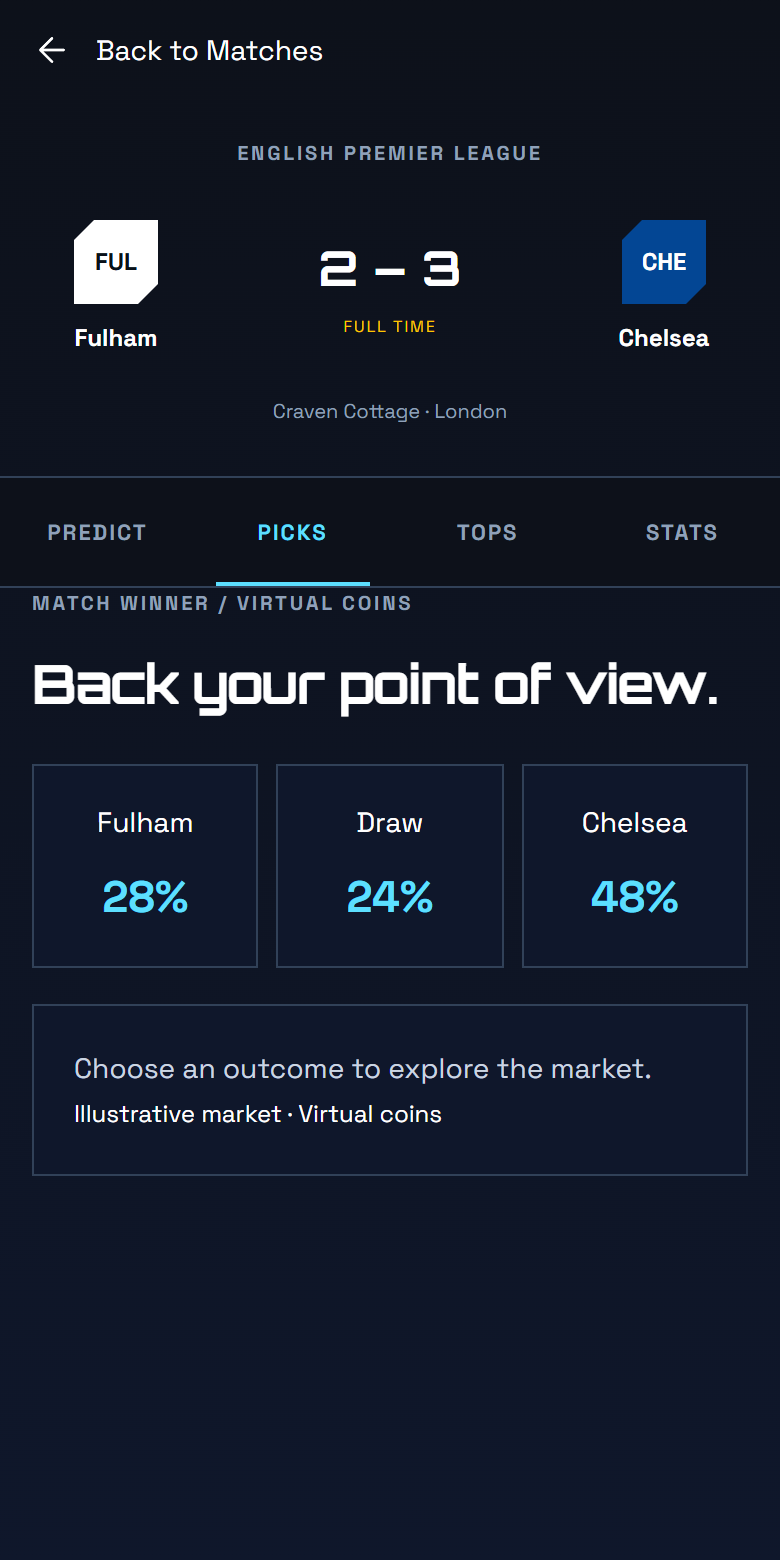 Back to Matches
ENGLISH PREMIER LEAGUE
FUL
2 – 3
CHE
FULL TIME
Fulham
Chelsea
Craven Cottage · London
PREDICT
PICKS
TOPS
STATS
MATCH WINNER / VIRTUAL COINS
Back your point of view.
Fulham
28%
Draw
24%
Chelsea
48%
Choose an outcome to explore the market.
Illustrative market · Virtual coins